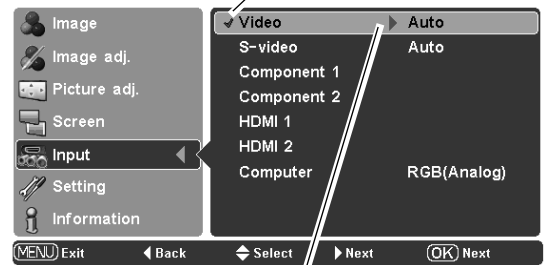 Image
Image adj.
Picture adj.
Screen
Input
Setting
Information
Video Auto
S-video Auto
Component 1
Component 2
HDMI 1
HDMI 2
Computer RGB(Analog)
MENU Exit Back Select Next OK Next